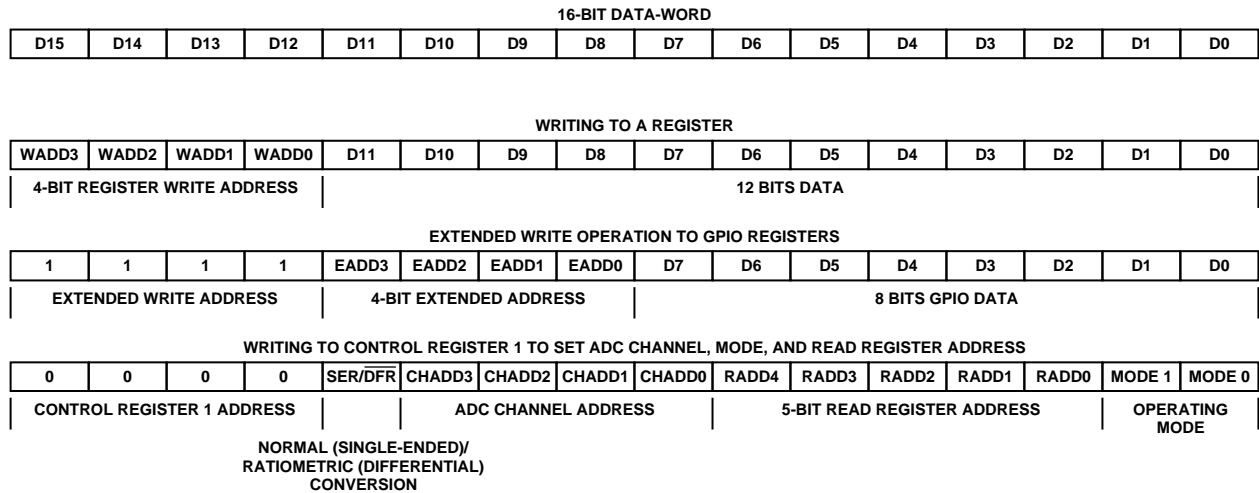 16-BIT DATA-WORD
D15 D14 D13 D12 D11 D10 D9 D8 D7 D6 D5 D4 D3 D2 D1 D0
WRITING TO A REGISTER
WADD3 WADD2 WADD1 WADD0 D11 D10 D9 D8 D7 D6 D5 D4 D3 D2 D1 D0
4-BIT REGISTER WRITE ADDRESS 12 BITS DATA
EXTENDED WRITE OPERATION TO GPIO REGISTERS
1 1 1 1 EADD3 EADD2 EADD1 EADD0 D7 D6 D5 D4 D3 D2 D1 D0
EXTENDED WRITE ADDRESS 4-BIT EXTENDED ADDRESS 8 BITS GPIO DATA
WRITING TO CONTROL REGISTER 1 TO SET ADC CHANNEL, MODE, AND READ REGISTER ADDRESS
0 0 0 0 SER/DFR CHADD3 CHADD2 CHADD1 CHADD0 RADD4 RADD3 RADD2 RADD1 RADD0 MODE 1 MODE 0
CONTROL REGISTER 1 ADDRESS ADC CHANNEL ADDRESS 5-BIT READ REGISTER ADDRESS OPERATING
MODE
NORMAL (SINGLE-ENDED)/
RATIOMETRIC (DIFFERENTIAL)
CONVERSION